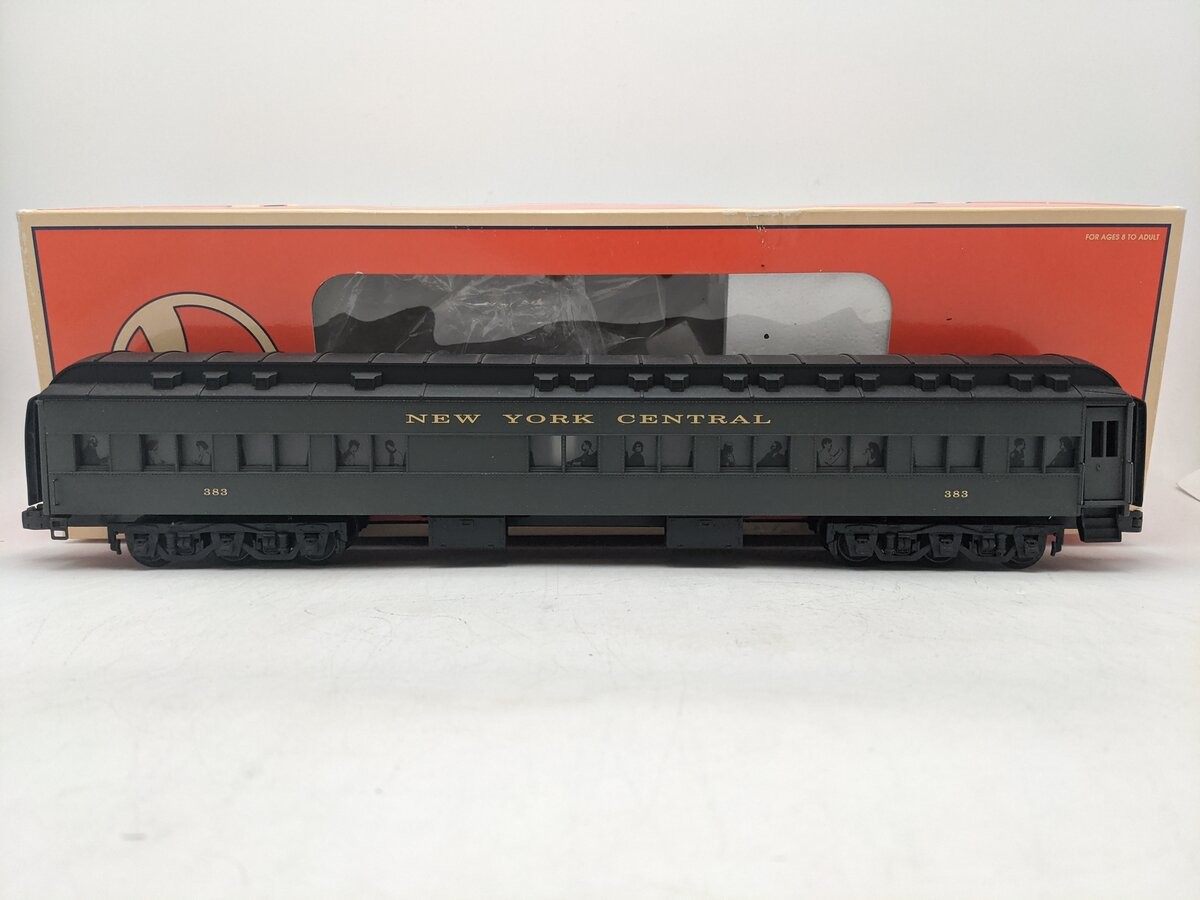 FOR AGES 8 TO ADULT
NEW YORK CENTRAL
383
383